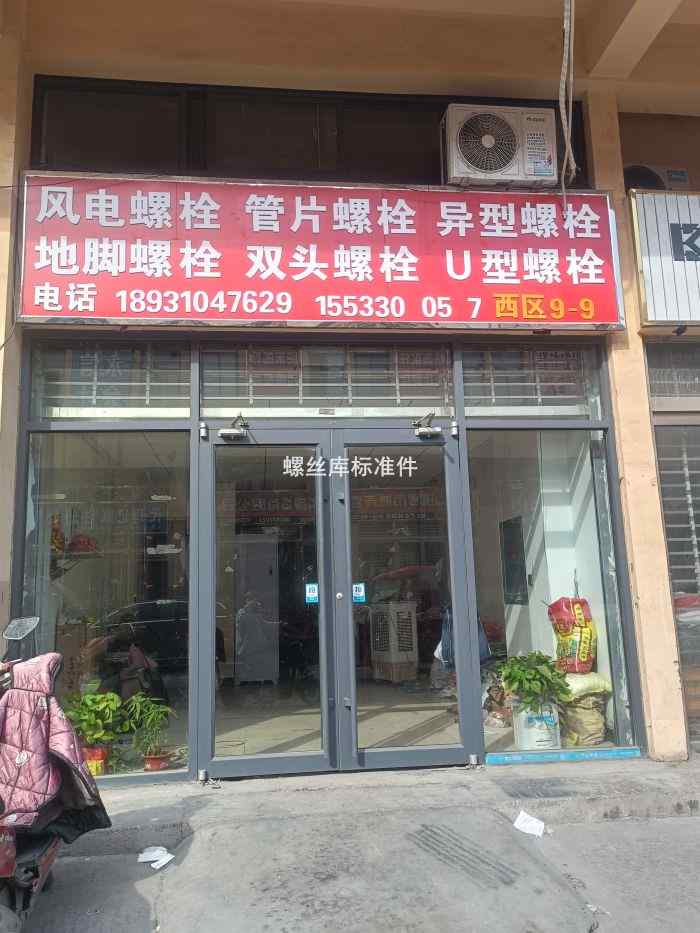 风电螺栓 管片螺栓 异型螺栓
地脚螺栓 双头螺栓 U型螺栓
电话 18931047629 155330 05 7 西区9-9
螺丝库标准件
K